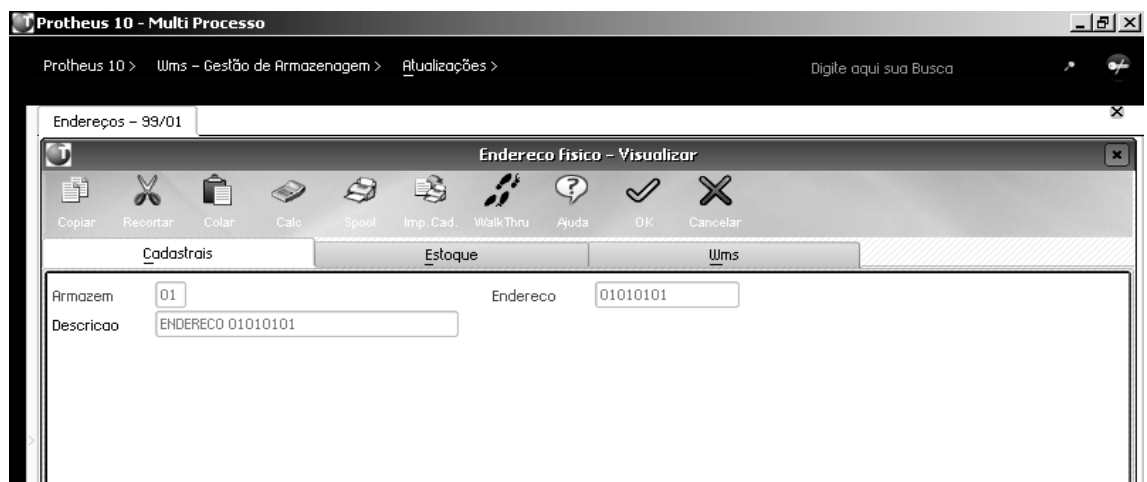 Protheus 10 - Multi Processo
Protheus 10 > Wms - Gestão de Armazenagem > Atualizações > Digite aqui sua Busca
Endereços - 99/01
Endereco Fisico - Visualizar
Copiar Recortar Colar Calc Spool Imp.Cad. WalkThru Ajuda OK Cancelar
Cadastrais Estoque Wms
Armazem 01 Endereco 01010101
Descricao ENDERECO 01010101